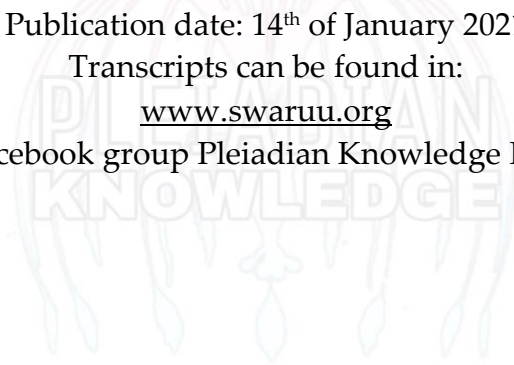 Publication date: 14th of January 202
Transcripts can be found in:
www.swaruu.org
Facebook group Pleiadian Knowledge
PLEIADIAN
KNOWLEDGE